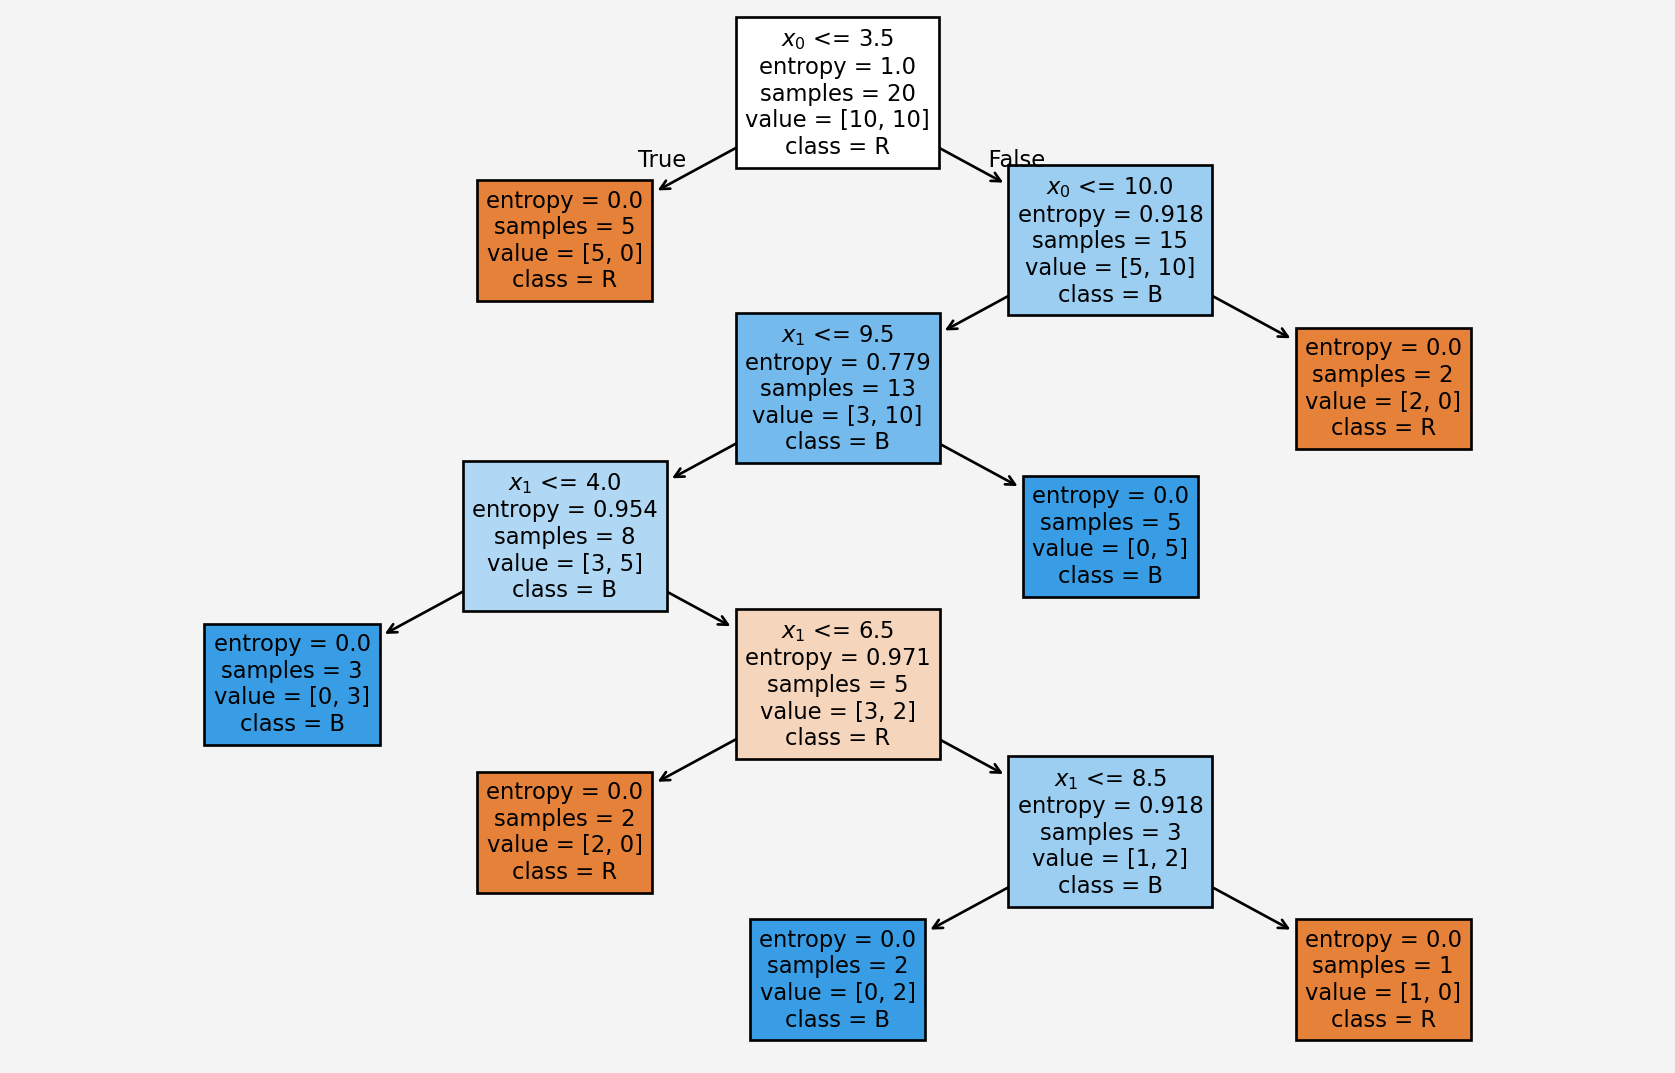 x₀ <= 3.5
entropy = 1.0
samples = 20
value = [10, 10]
class = R
True
False
entropy = 0.0
samples = 5
value = [5, 0]
class = R
x₀ <= 10.0
entropy = 0.918
samples = 15
value = [5, 10]
class = B
x₁ <= 9.5
entropy = 0.779
samples = 13
value = [3, 10]
class = B
entropy = 0.0
samples = 2
value = [2, 0]
class = R
x₁ <= 4.0
entropy = 0.954
samples = 8
value = [3, 5]
class = B
entropy = 0.0
samples = 5
value = [0, 5]
class = B
entropy = 0.0
samples = 3
value = [0, 3]
class = B
x₁ <= 6.5
entropy = 0.971
samples = 5
value = [3, 2]
class = R
entropy = 0.0
samples = 2
value = [2, 0]
class = R
x₁ <= 8.5
entropy = 0.918
samples = 3
value = [1, 2]
class = B
entropy = 0.0
samples = 2
value = [0, 2]
class = B
entropy = 0.0
samples = 1
value = [1, 0]
class = R